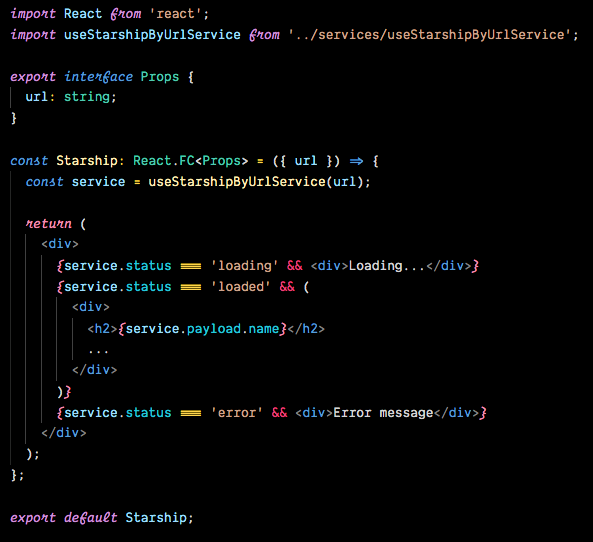 import React from 'react';
import useStarshipByUrlService from '../services/useStarshipByUrlService';

export interface Props {
  url: string;
}

const Starship: React.FC<Props> = ({ url }) => {
  const service = useStarshipByUrlService(url);

  return (
    <div>
      {service.status === 'loading' && <div>Loading...</div>}
      {service.status === 'loaded' && (
        <div>
          <h2>{service.payload.name}</h2>
          ...
        </div>
      )}
      {service.status === 'error' && <div>Error message</div>}
    </div>
  );
};

export default Starship;